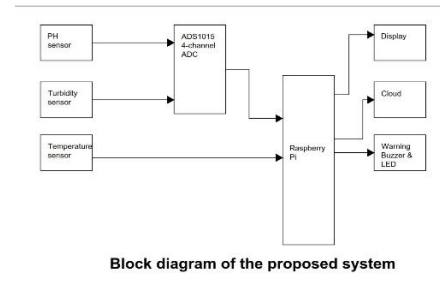 PH
sensor
ADS1015
4-channel
ADC
Display
Turbidity
sensor
Cloud
Temperature
sensor
Raspberry
Pi
Warning
Buzzer &
LED
Block diagram of the proposed system